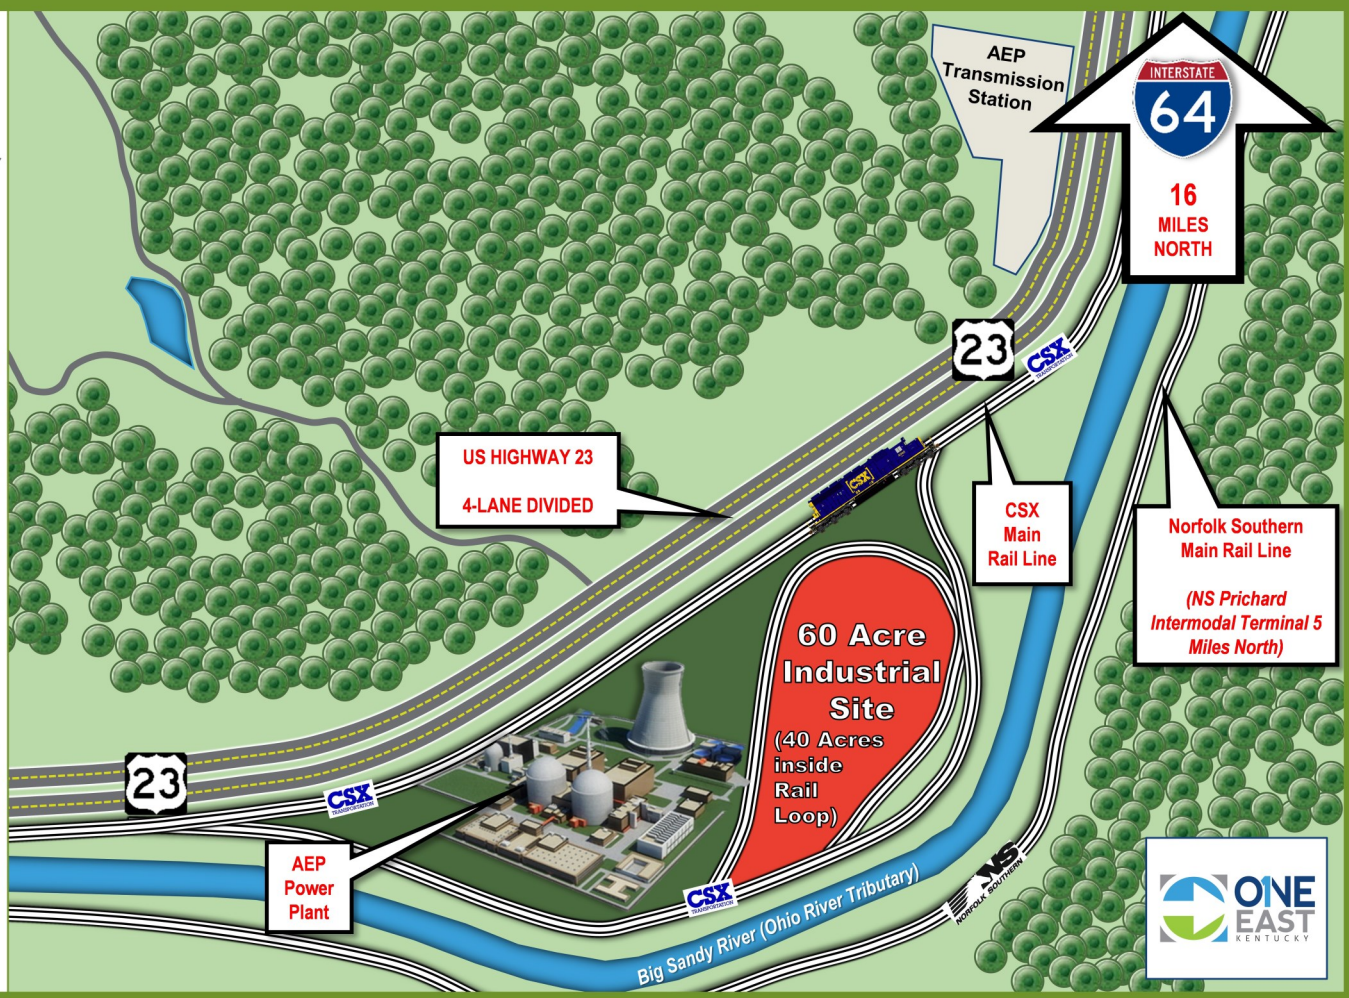 AEP
Transmission
Station
INTERSTATE
64
16
MILES
NORTH
23
CSX
TRANSPORTATION
US HIGHWAY 23
4-LANE DIVIDED
CSX
CSX
Main
Rail Line
Norfolk Southern
Main Rail Line
(NS Prichard
Intermodal Terminal 5
Miles North)
60 Acre
Industrial
Site
(40 Acres
inside
Rail
Loop)
23
CSX
TRANSPORTATION
AEP
Power
Plant
CSX
TRANSPORTATION
Big Sandy River (Ohio River Tributary)
NS
NORFOLK SOUTHERN
ONE
EAST
KENTUCKY